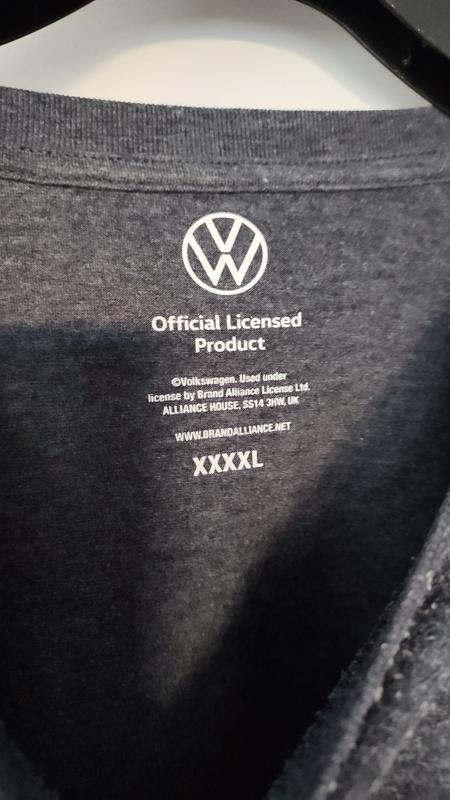 Official Licensed
Product
©Volkswagen. Used under
license by Brand Alliance License Ltd.
ALLIANCE HOUSE, SS14 3HW, UK
WWW.BRANDALLIANCE.NET
XXXXL